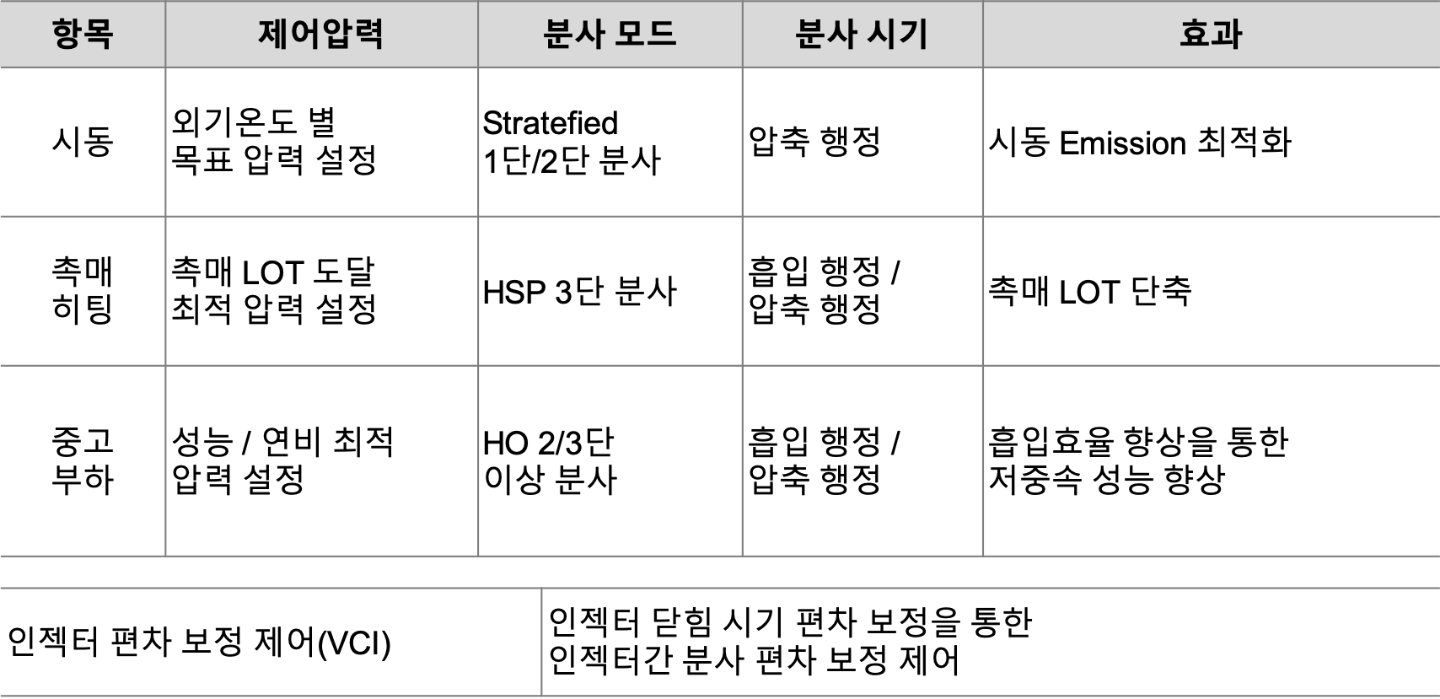 항목 제어압력 분사 모드 분사 시기 효과
시동
외기온도 별
목표 압력 설정
Stratefied
1단/2단 분사
압축 행정
시동 Emission 최적화
촉매
히팅
촉매 LOT 도달
최적 압력 설정
HSP 3단 분사
흡입 행정 /
압축 행정
촉매 LOT 단축
중고
부하
성능 / 연비 최적
압력 설정
HO 2/3단
이상 분사
흡입 행정 /
압축 행정
흡입효율 향상을 통한
저중속 성능 향상
인젝터 편차 보정 제어(VCI)
인젝터 닫힘 시기 편차 보정을 통한
인젝터간 분사 편차 보정 제어